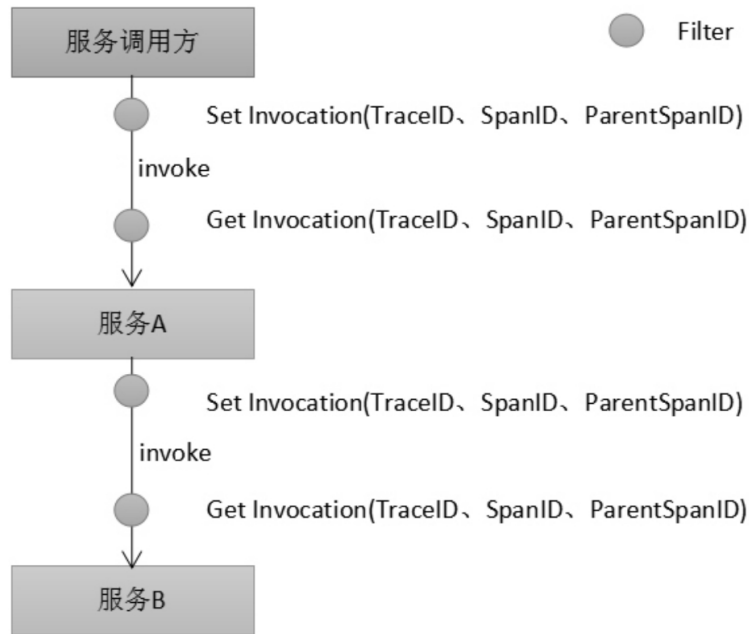 服务调用方
Filter
Set Invocation(TraceID、SpanID、ParentSpanID)
invoke
Get Invocation(TraceID、SpanID、ParentSpanID)
服务A
Set Invocation(TraceID、SpanID、ParentSpanID)
invoke
Get Invocation(TraceID、SpanID、ParentSpanID)
服务B